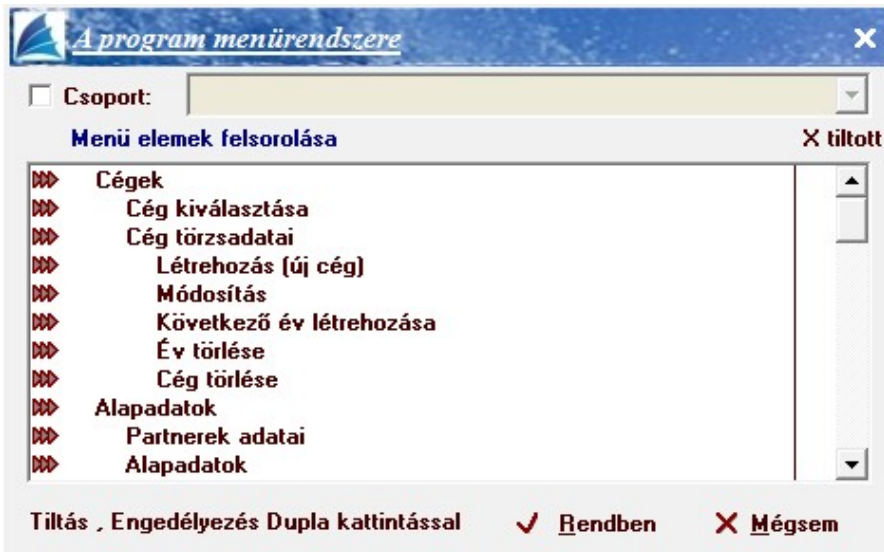 A program menürendszere
Csoport:
Menü elemek felsorolása X tiltott
Cégek
Cég kiválasztása
Cég törzsadatai
Létrehozás (új cég)
Módosítás
Következő év létrehozása
Év törlése
Cég törlése
Alapadatok
Partnerek adatai
Alapadatok
Tiltás , Engedélyezés Dupla kattintással Rendben Mégsem